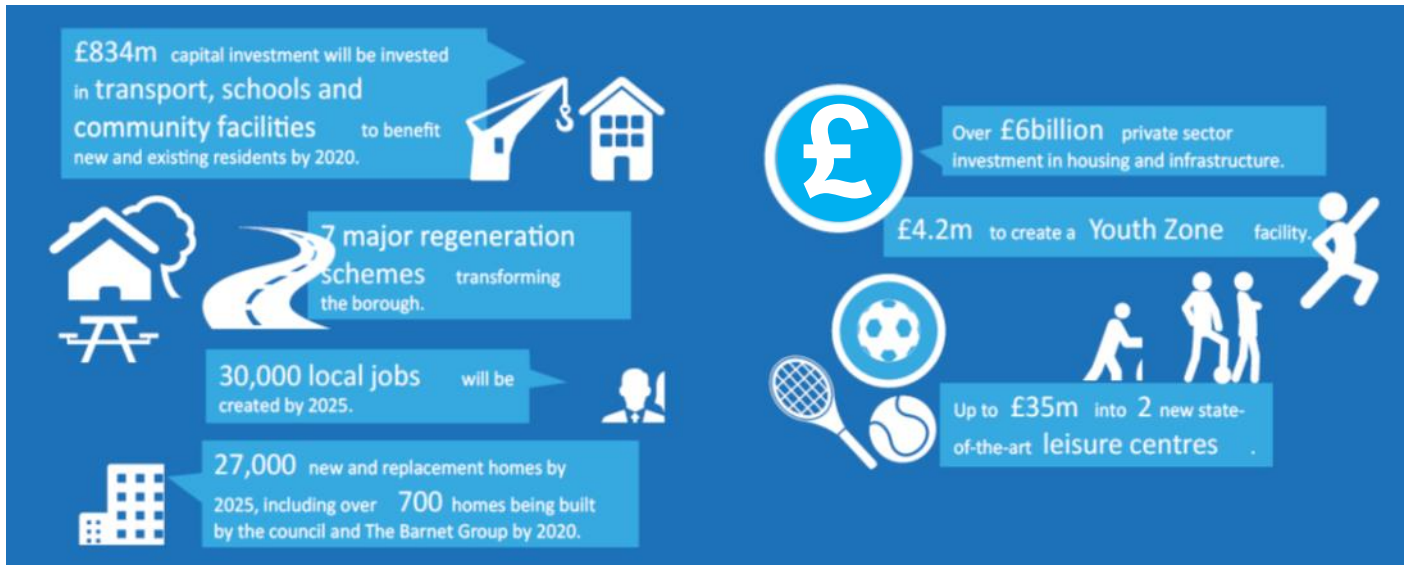 £834m capital investment will be invested
in transport, schools and
community facilities to benefit
new and existing residents by 2020.
7 major regeneration
schemes transforming
the borough.
30,000 local jobs will be
created by 2025.
27,000 new and replacement homes by
2025, including over 700 homes being built
by the council and The Barnet Group by 2020.
£
Over £6billion private sector
investment in housing and infrastructure.
£4.2m to create a Youth Zone facility.
Up to £35m into 2 new state-
of-the-art leisure centres .